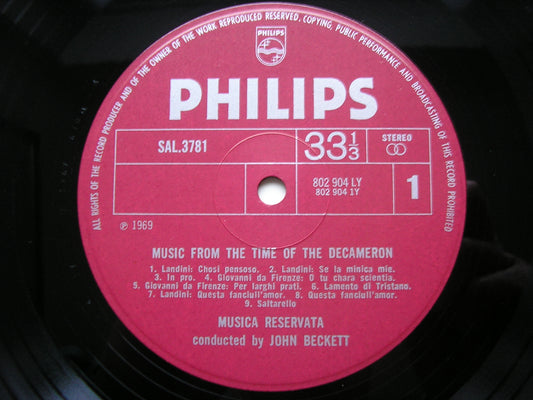 ALL RIGHTS OF THE RECORD PRODUCER AND OF THE OWNER OF THE WORK REPRODUCED RESERVED, COPYING, PUBLIC PERFORMANCE AND BROADCASTING OF THIS RECORD PROHIBITED
PHILIPS
PHILIPS
SAL.3781
33 1/3
STEREO
802 904 LY
802 904 1Y
1
℗ 1969
MUSIC FROM THE TIME OF THE DECAMERON
1. Landini: Chosi pensoso. 2. Landini: Se la minica mie.
3. In pro. 4. Giovanni da Firenze: O tu chara scientia.
5. Giovanni da Firenze: Per larghi prati. 6. Lamento di Tristano.
7. Landini: Questa fanciull'amor. 8. Questa fanciull'amor.
9. Saltarello
MUSICA RESERVATA
conducted by JOHN BECKETT